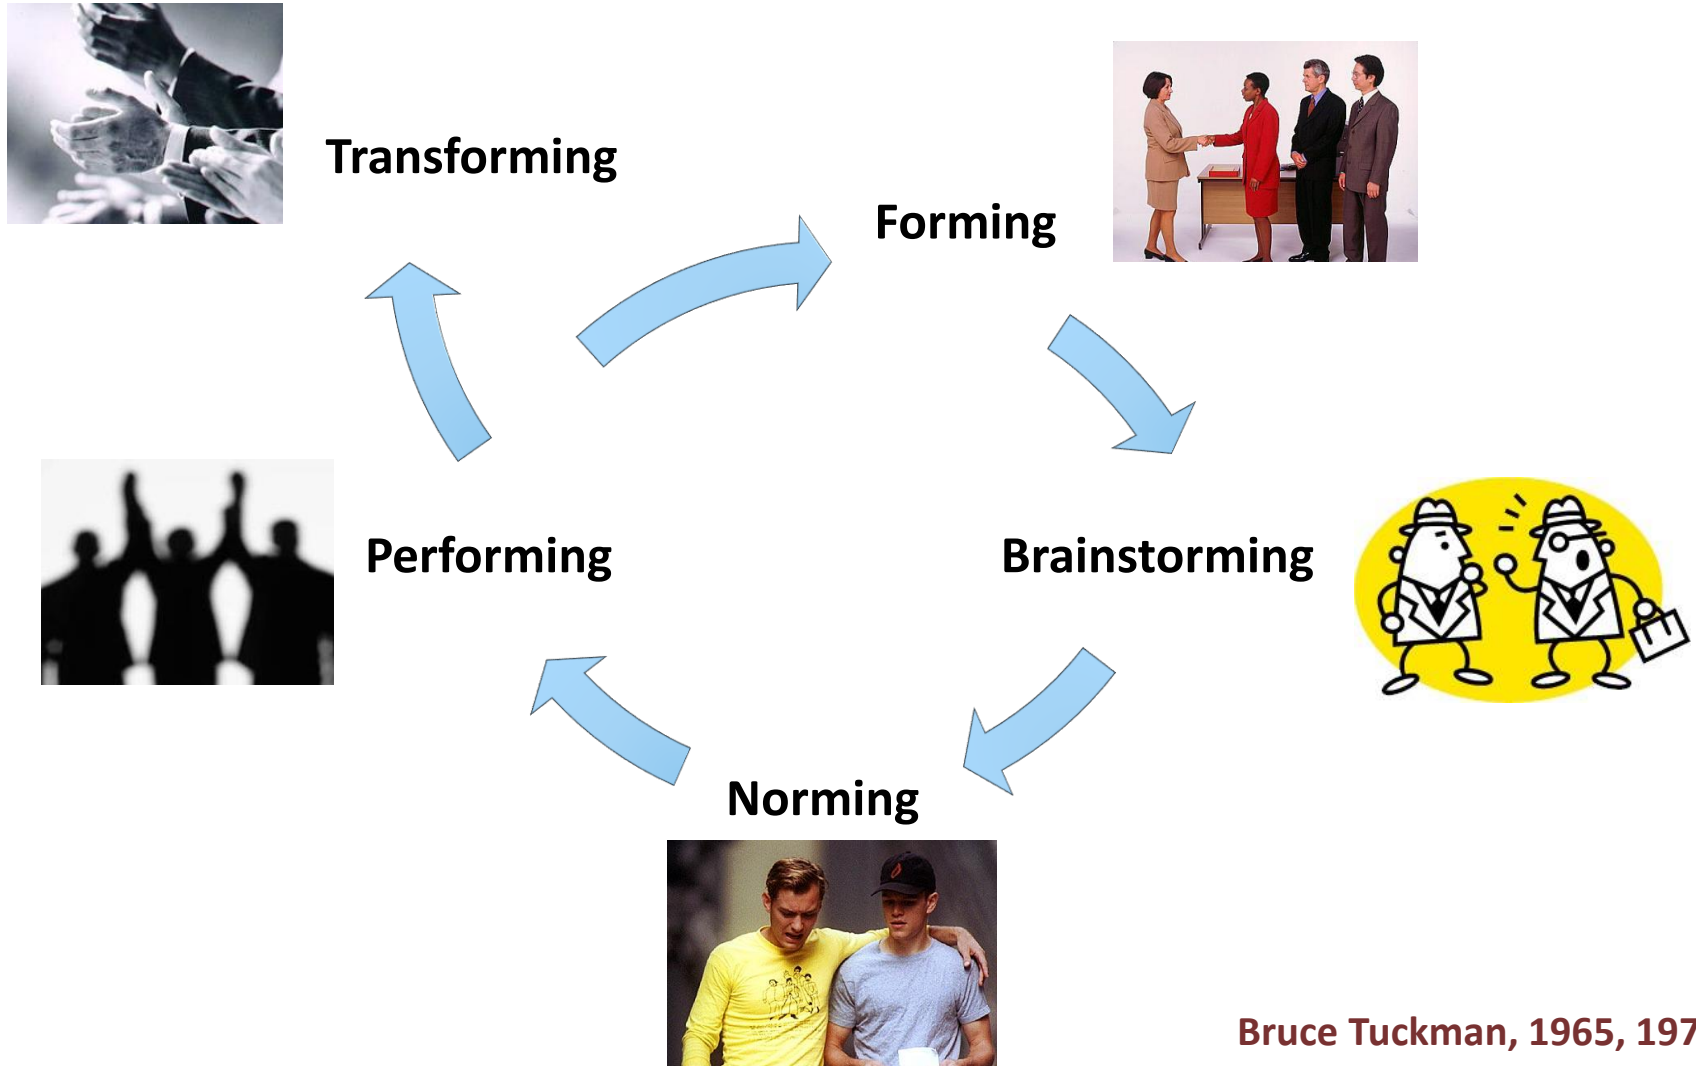 Transforming
Forming
Performing
Brainstorming
Norming
Bruce Tuckman, 1965, 197